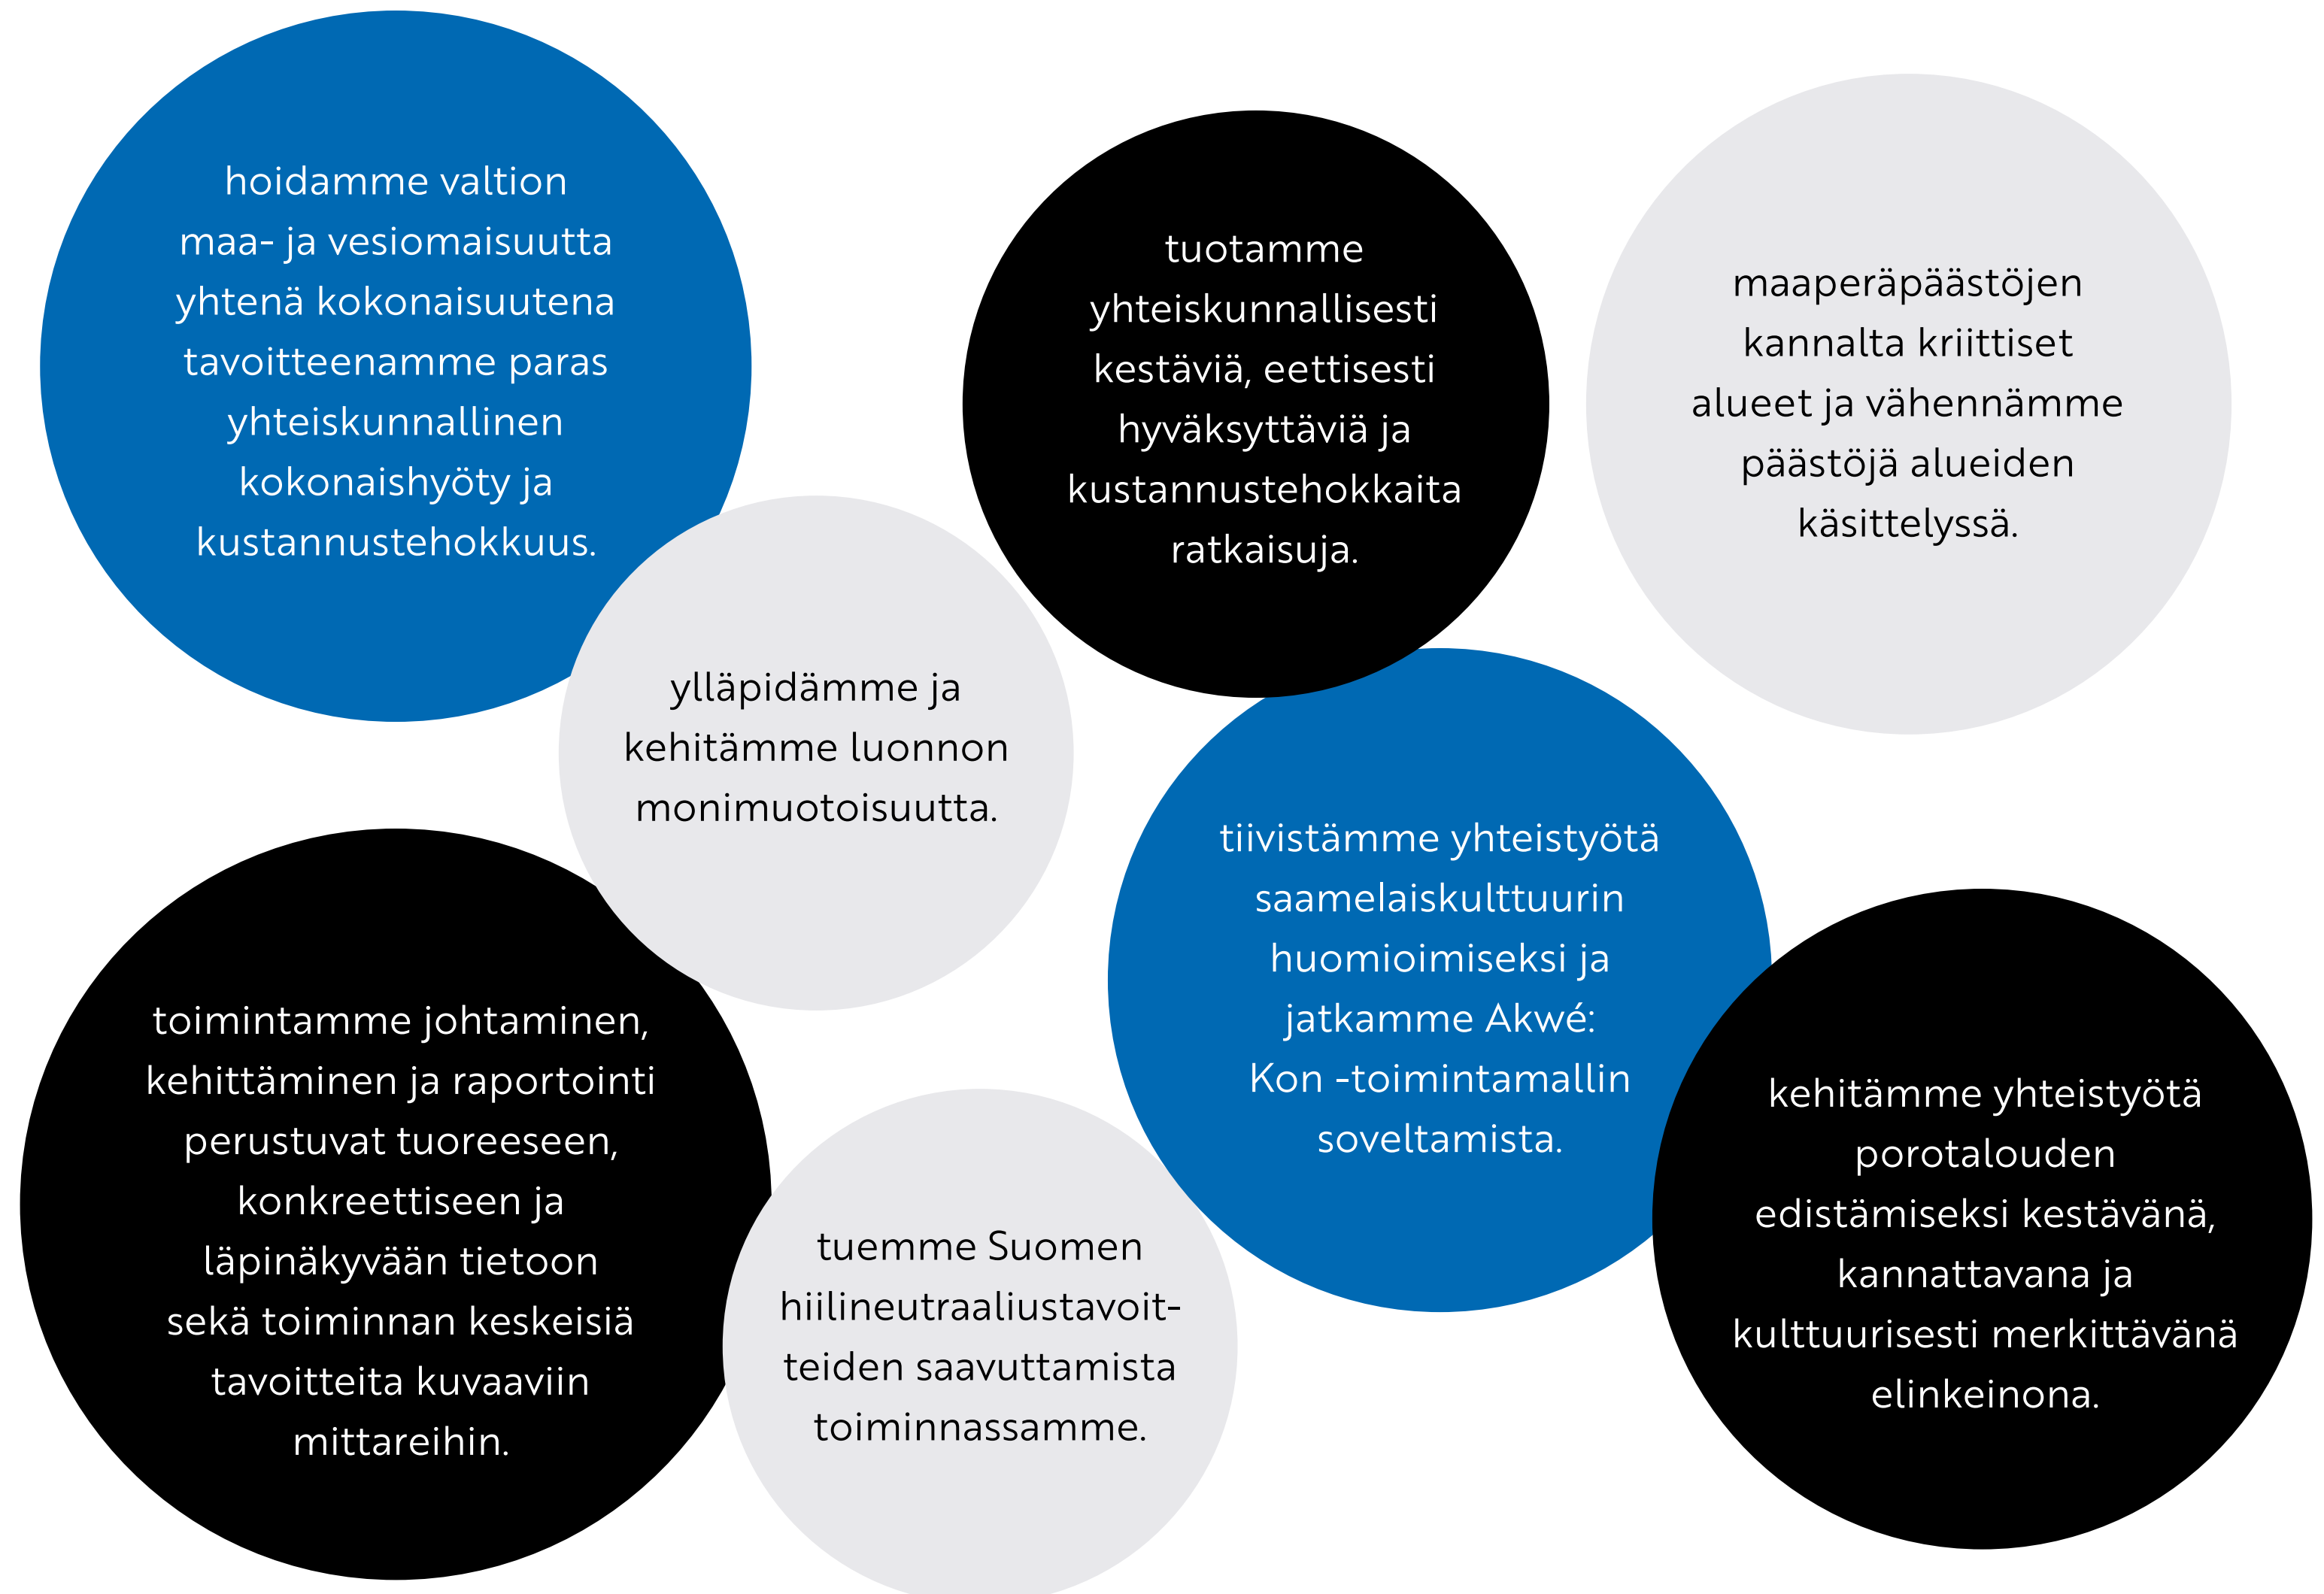 hoidamme valtion
maa- ja vesiomaisuutta
yhtenä kokonaisuutena
tavoitteenamme paras
yhteiskunnallinen
kokonaishyöty ja
kustannustehokkuus.
tuotamme
yhteiskunnallisesti
kestäviä, eettisesti
hyväksyttäviä ja
kustannustehokkaita
ratkaisuja.
maaperäpäästöjen
kannalta kriittiset
alueet ja vähennämme
päästöjä alueiden
käsittelyssä.
ylläpidämme ja
kehitämme luonnon
monimuotoisuutta.
tiivistämme yhteistyötä
saamelaiskulttuurin
huomioimiseksi ja
jatkamme Akwé:
Kon -toimintamallin
soveltamista.
toimintamme johtaminen,
kehittäminen ja raportointi
perustuvat tuoreeseen,
konkreettiseen ja
läpinäkyvään tietoon
sekä toiminnan keskeisiä
tavoitteita kuvaaviin
mittareihin.
tuemme Suomen
hiilineutraaliustavoit-
teiden saavuttamista
toiminnassamme.
kehitämme yhteistyötä
porotalouden
edistämiseksi kestävänä,
kannattavana ja
kulttuurisesti merkittävänä
elinkeinona.